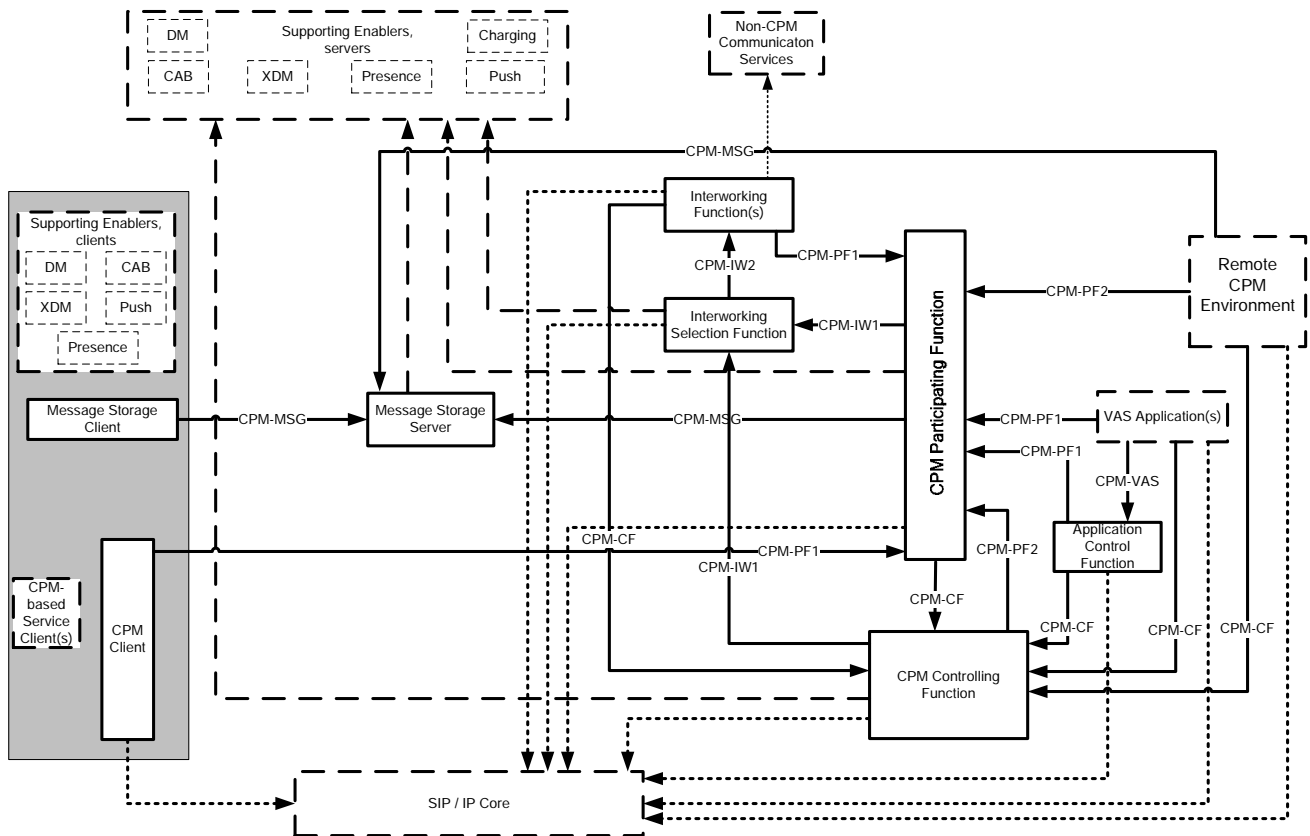 DM
Supporting Enablers,
servers
Charging
CAB
XDM
Presence
Push
Non-CPM
Communicaton
Services
CPM-MSG
Supporting Enablers,
clients
DM
CAB
XDM
Push
Presence
Interworking
Function(s)
CPM-PF1
CPM-IW2
Remote
CPM
Environment
CPM-PF2
Interworking
Selection Function
CPM-IW1
CPM Participating Function
Message Storage
Client
CPM-MSG
Message Storage
Server
CPM-MSG
CPM-PF1
VAS Application(s)
CPM-PF1
CPM-VAS
Application
Control
Function
CPM-CF
CPM-PF1
CPM-PF2
CPM-IW1
CPM-based
Service
Client(s)
CPM
Client
CPM-CF
CPM-CF
CPM-CF
CPM-CF
CPM Controlling
Function
SIP / IP Core